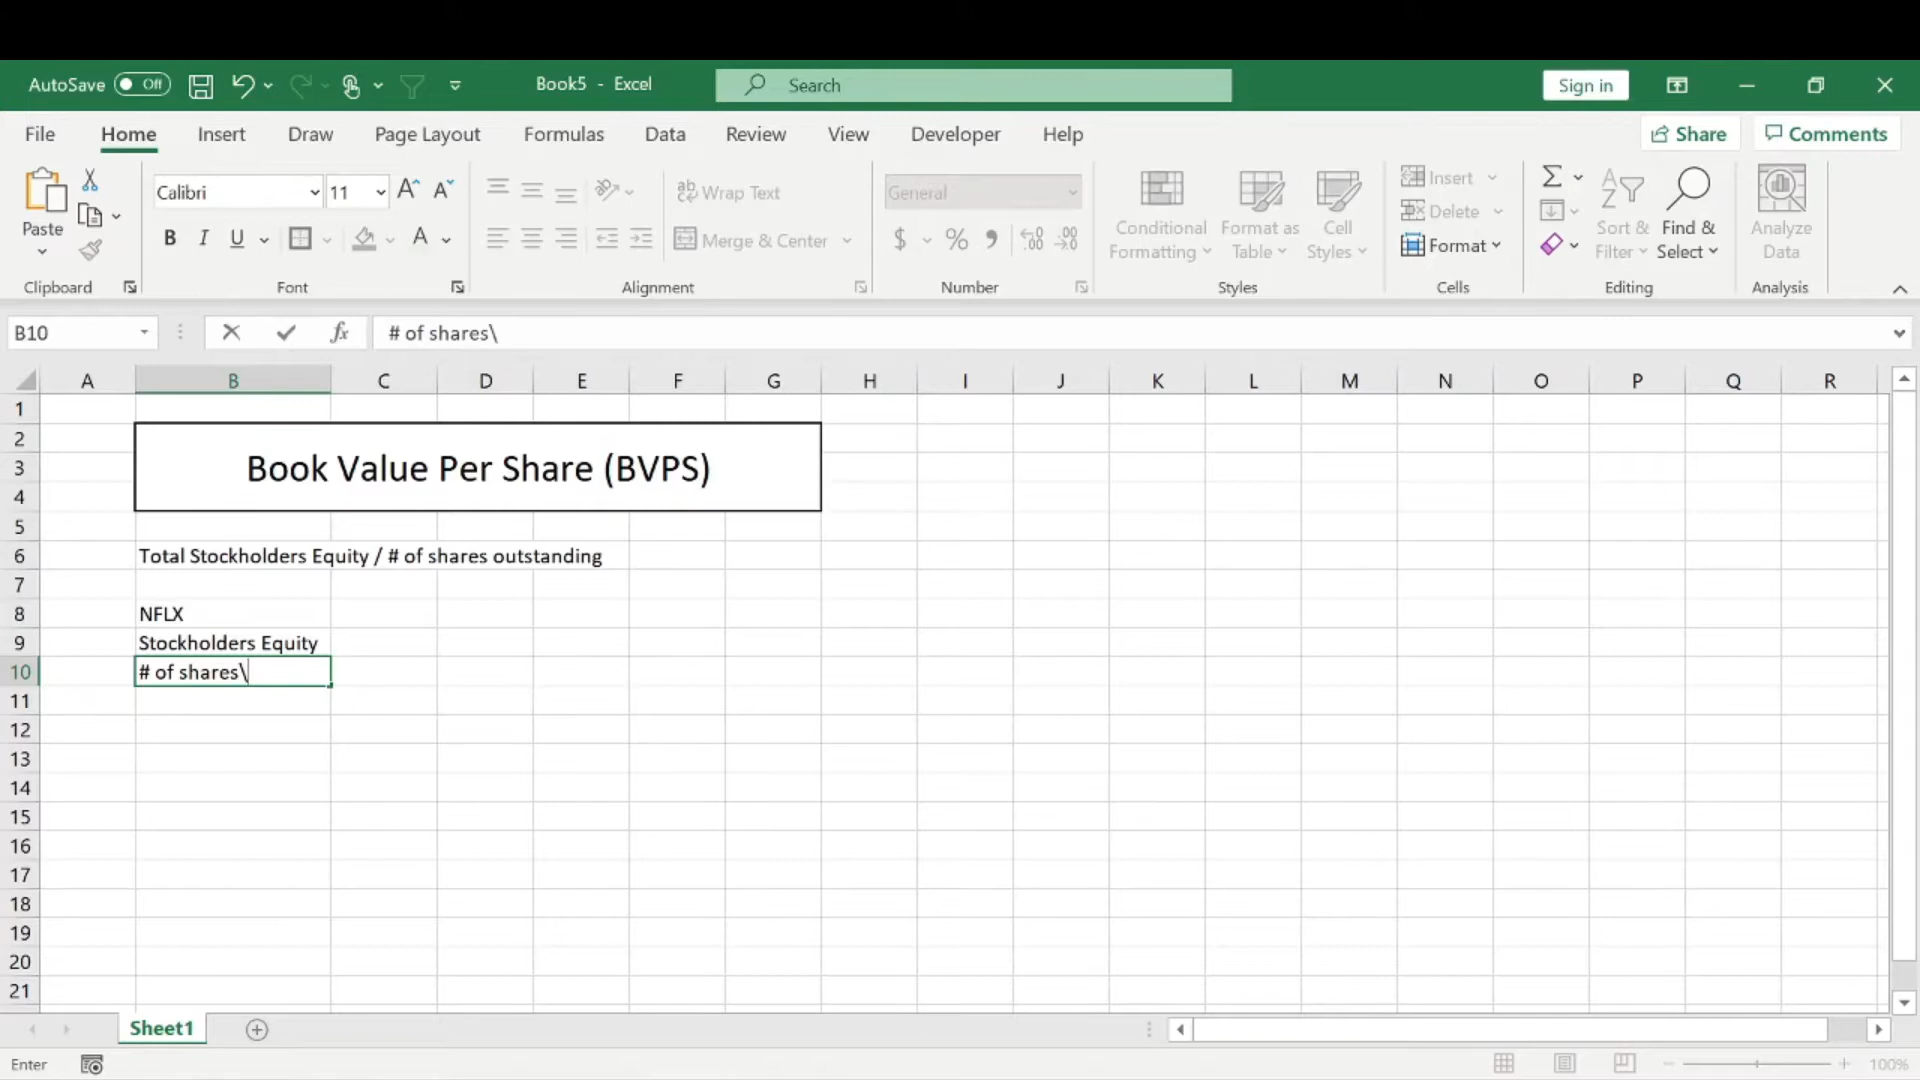 AutoSave Off Book5 - Excel Search Sign in
File Home Insert Draw Page Layout Formulas Data Review View Developer Help Share Comments
Paste
Clipboard
Calibri 11 A A
B I U A
Font
ab Wrap Text
Merge & Center
Alignment
General
$ % 9 .00 .00
Number
Conditional Formatting
Format as Table
Cell Styles
Styles
Insert
Delete
Format
Cells
Σ
Sort & Filter
Find & Select
Editing
Analyze Data
Analysis
B10 fx # of shares\
A B C D E F G H I J K L M N O P Q R
1
2
3 Book Value Per Share (BVPS)
4
5
6 Total Stockholders Equity / # of shares outstanding
7
8 NFLX
9 Stockholders Equity
10 # of shares\
11
12
13
14
15
16
17
18
19
20
21
Sheet1
Enter 100%